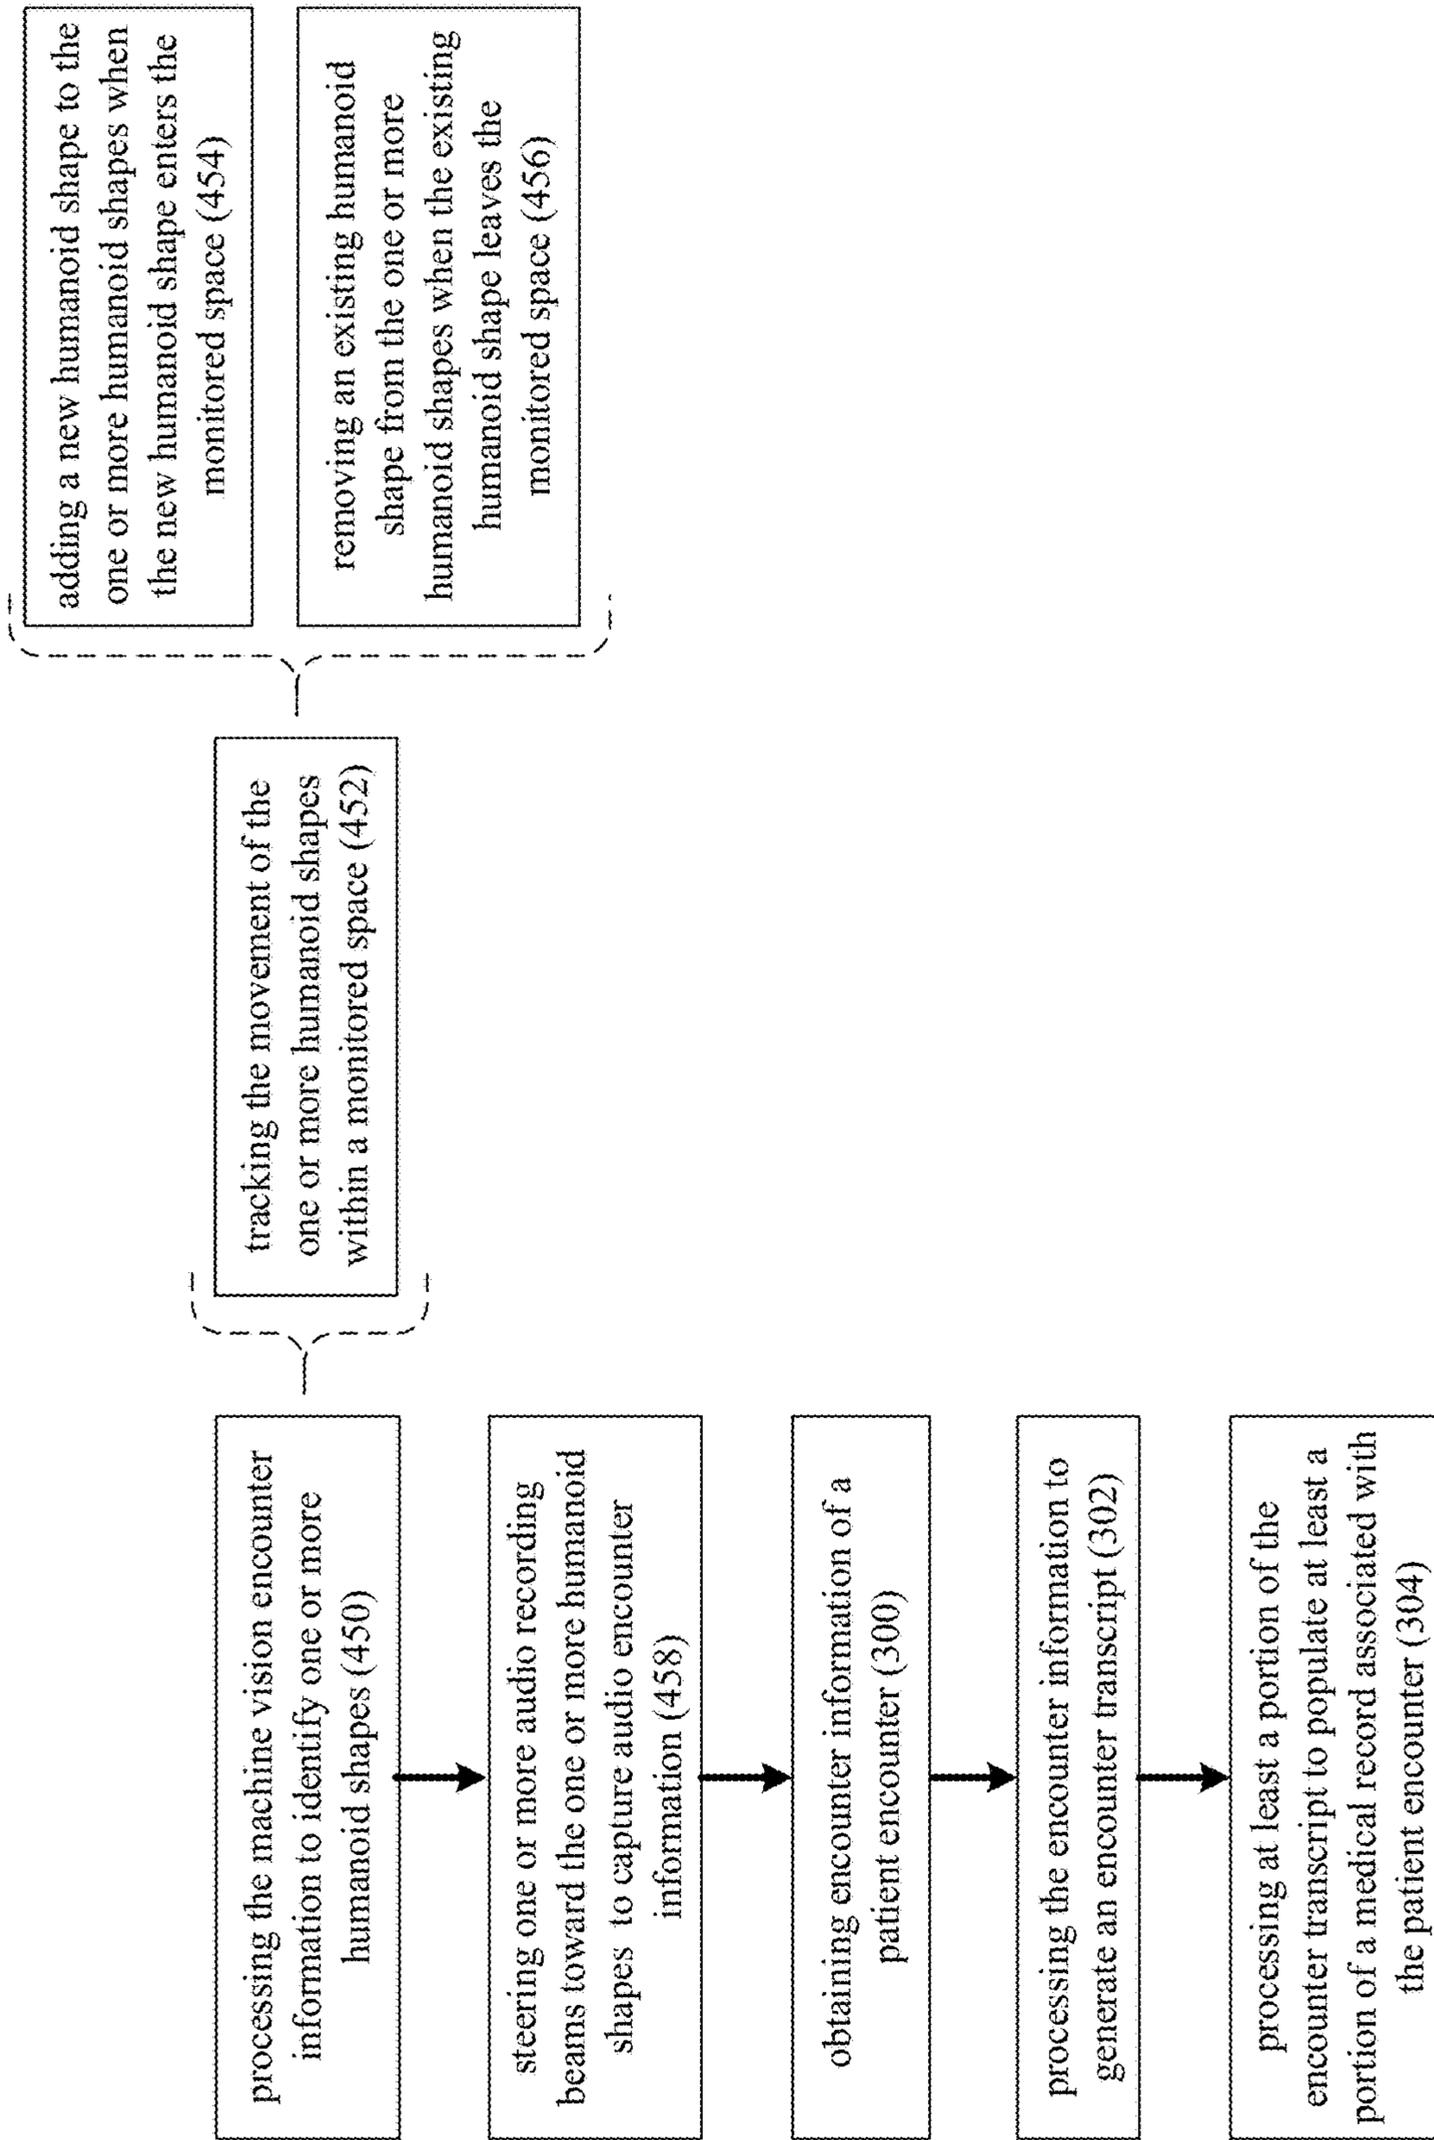 processing the machine vision encounter
information to identify one or more
humanoid shapes (450)
tracking the movement of the
one or more humanoid shapes
within a monitored space (452)
adding a new humanoid shape to the
one or more humanoid shapes when
the new humanoid shape enters the
monitored space (454)
removing an existing humanoid
shape from the one or more
humanoid shapes when the existing
humanoid shape leaves the
monitored space (456)
steering one or more audio recording
beams toward the one or more humanoid
shapes to capture audio encounter
information (458)
obtaining encounter information of a
patient encounter (300)
processing the encounter information to
generate an encounter transcript (302)
processing at least a portion of the
encounter transcript to populate at least a
portion of a medical record associated with
the patient encounter (304)